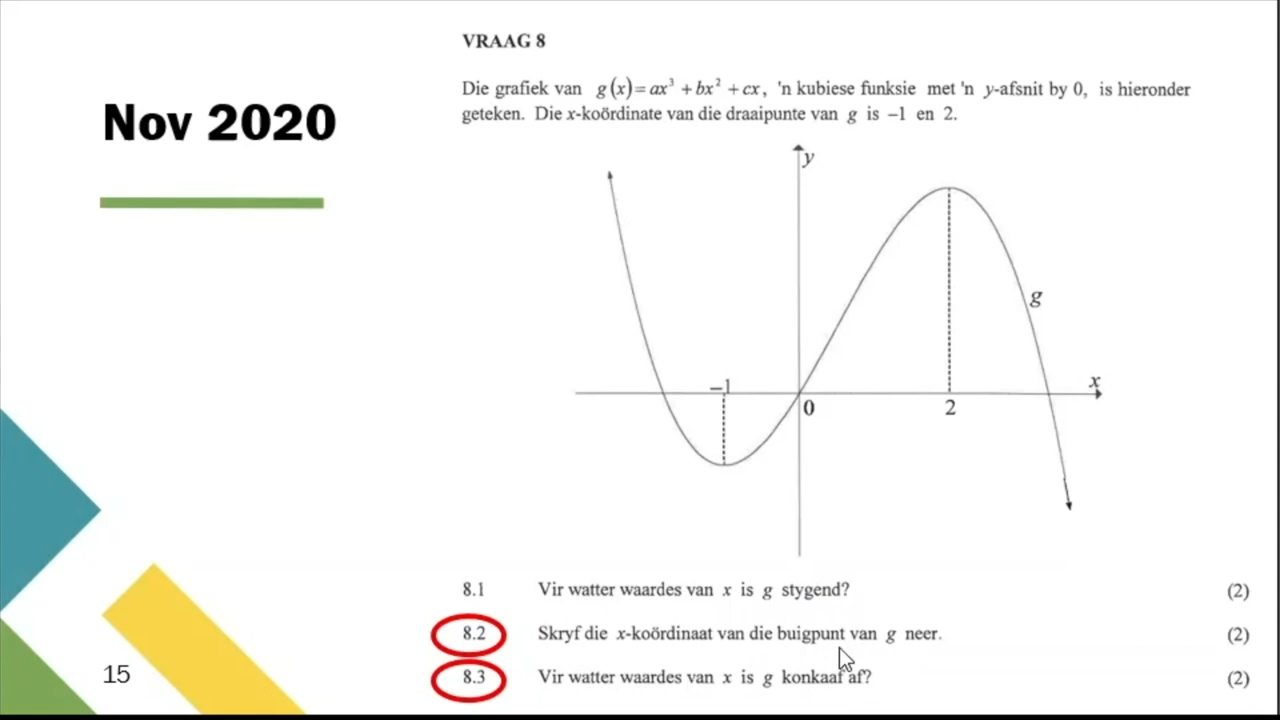 VRAAG 8
Die grafiek van g(x)= ax³ + bx² + cx, 'n kubiese funksie met 'n y-afsnit by 0, is hieronder
geteken. Die x-koördinate van die draaipunte van g is –1 en 2.
Nov 2020
y
g
–1
x
0
2
8.1 Vir watter waardes van x is g stygend? (2)
8.2 Skryf die x-koördinaat van die buigpunt van g neer. (2)
8.3 Vir watter waardes van x is g konkaaf af? (2)
15